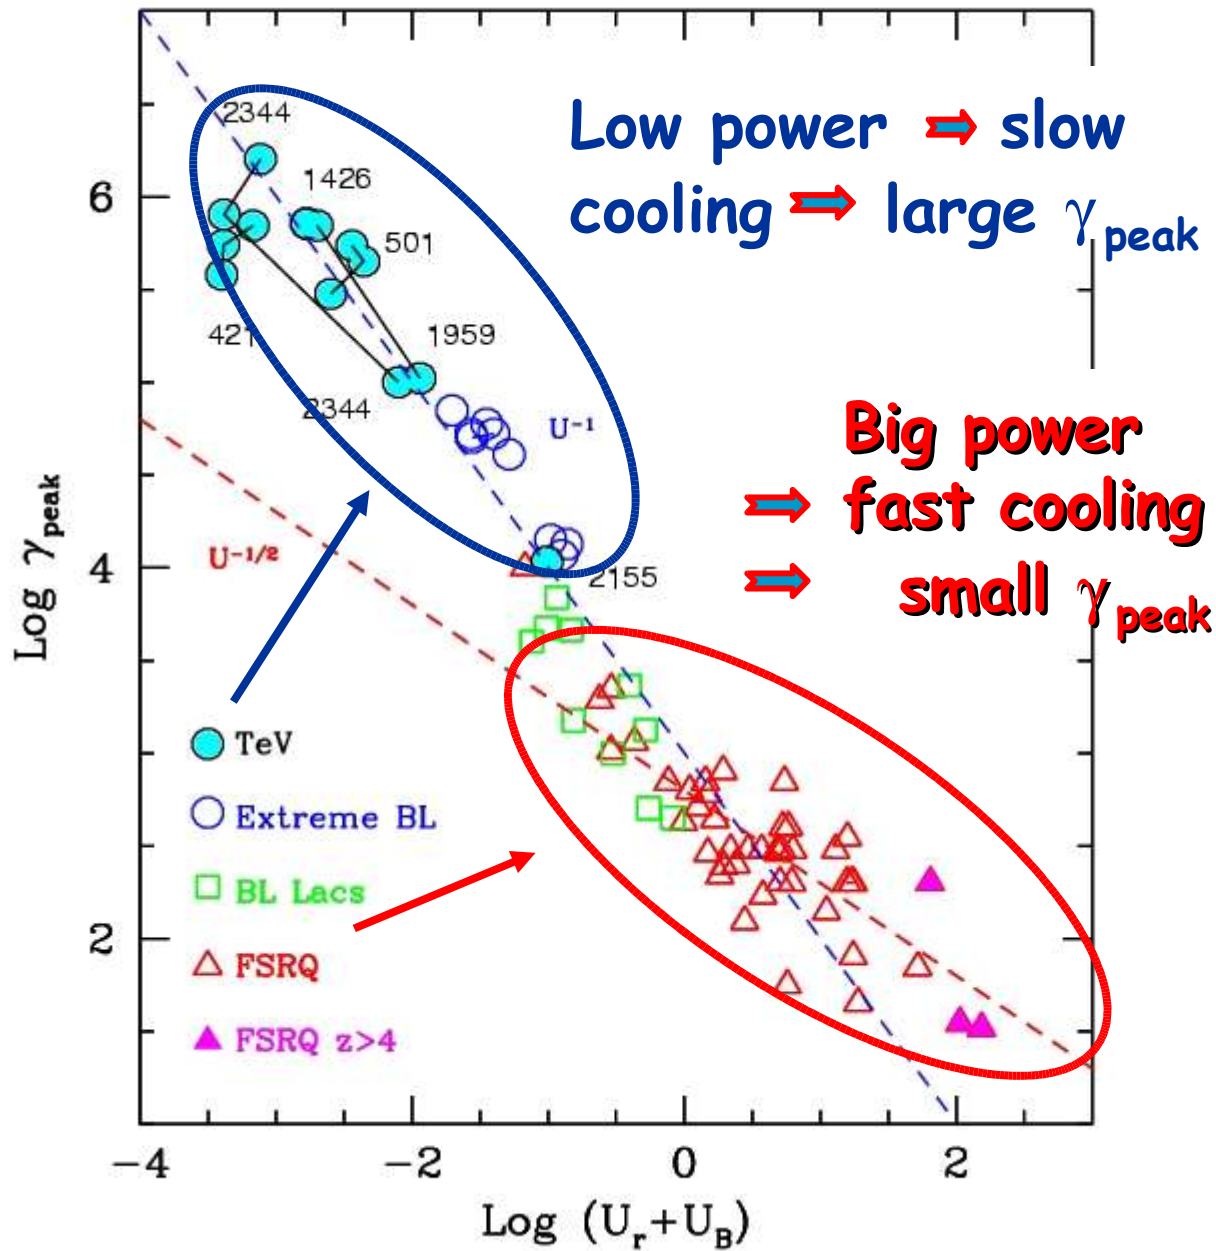 2344
Low power slow
cooling large γpeak
1426
6
501
421
1959
2344
U⁻¹
Big power
fast cooling
small γpeak
U⁻¹/²
4
2155
Log γpeak
TeV
Extreme BL
BL Lacs
FSRQ
FSRQ z>4
2
-4 -2 0 2
Log (Uᵣ+U_B)